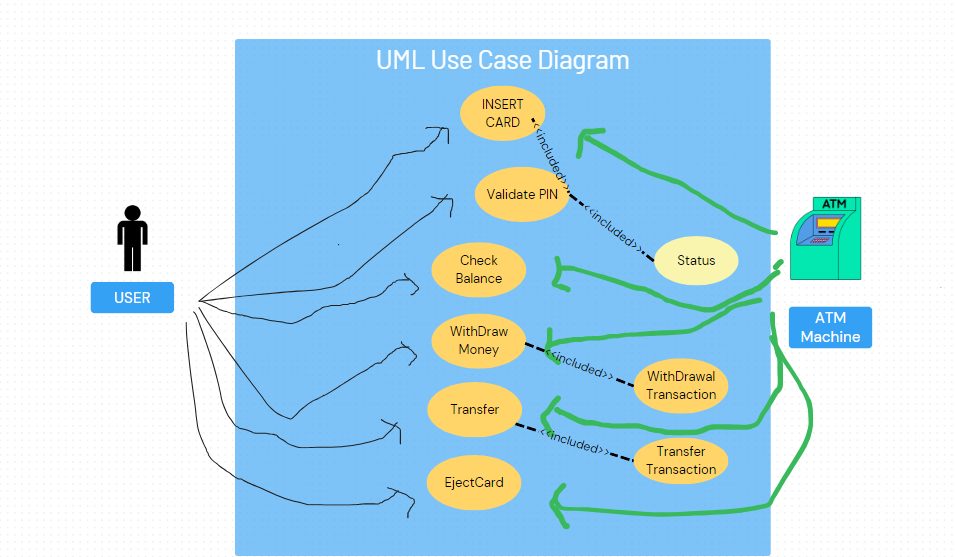 UML Use Case Diagram
INSERT
CARD
<<included>>
Validate PIN
<<included>>
ATM
Status
Check
Balance
USER
ATM
Machine
WithDraw
Money
<<included>>
WithDrawal
Transaction
Transfer
<<included>>
Transfer
Transaction
EjectCard